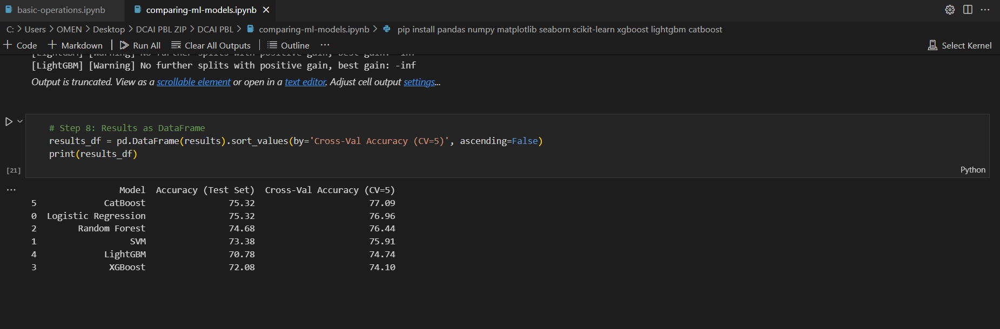 basic-operations.ipynb comparing-ml-models.ipynb
C: > Users > OMEN > Desktop > DCAI PBL ZIP > DCAI PBL > comparing-ml-models.ipynb > pip install pandas numpy matplotlib seaborn scikit-learn xgboost lightgbm catboost
+ Code + Markdown Run All Clear All Outputs Outline ... Select Kernel
[LightGBM] [Warning] No further splits with positive gain, best gain: -inf
[LightGBM] [Warning] No further splits with positive gain, best gain: -inf
Output is truncated. View as a scrollable element or open in a text editor. Adjust cell output settings...
# Step 8: Results as DataFrame
results_df = pd.DataFrame(results).sort_values(by='Cross-Val Accuracy (CV=5)', ascending=False)
print(results_df)
[21] Python
Model Accuracy (Test Set) Cross-Val Accuracy (CV=5)
5 CatBoost 75.32 77.09
0 Logistic Regression 75.32 76.96
2 Random Forest 74.68 76.44
1 SVM 73.38 75.91
4 LightGBM 70.78 74.74
3 XGBoost 72.08 74.10